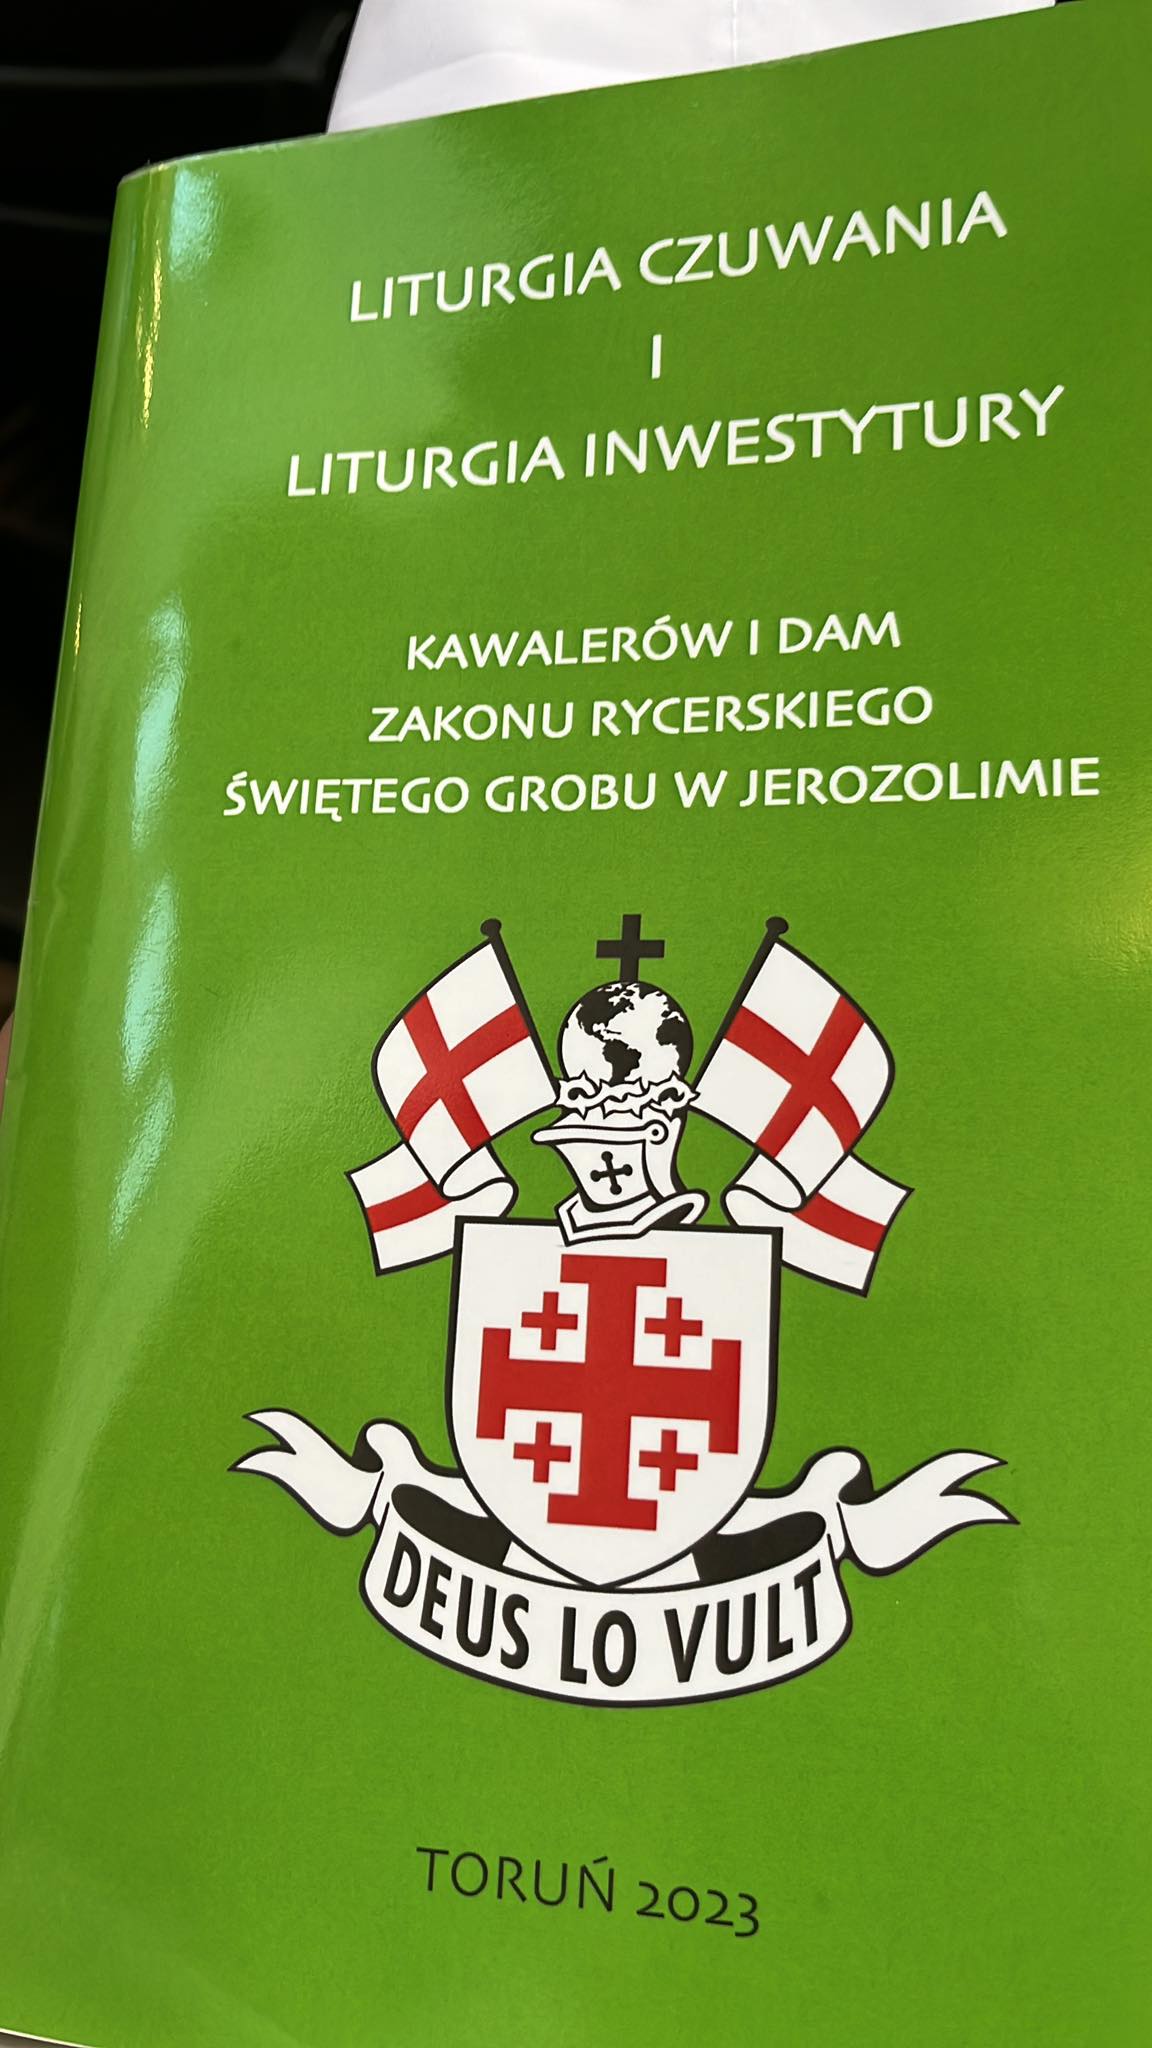 LITURGIA CZUWANIA
I
LITURGIA INWESTYTURY
KAWALERÓW I DAM
ZAKONU RYCERSKIEGO
ŚWIĘTEGO GROBU W JEROZOLIMIE
DEUS LO VULT
TORUŃ 2023